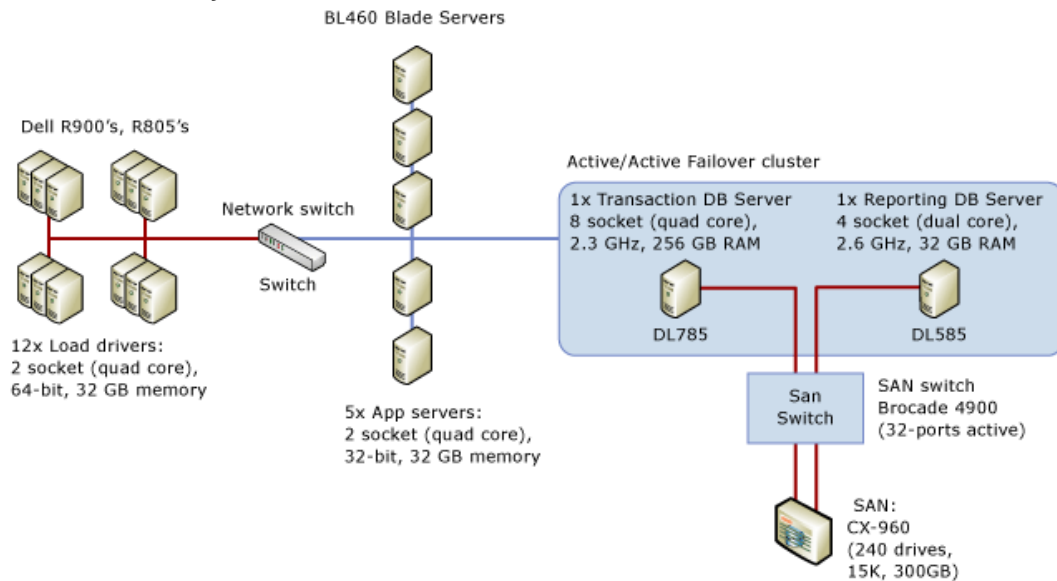 BL460 Blade Servers
Dell R900's, R805's
Network switch
Switch
12x Load drivers:
2 socket (quad core),
64-bit, 32 GB memory
5x App servers:
2 socket (quad core),
32-bit, 32 GB memory
Active/Active Failover cluster
1x Transaction DB Server
8 socket (quad core),
2.3 GHz, 256 GB RAM
DL785
1x Reporting DB Server
4 socket (dual core),
2.6 GHz, 32 GB RAM
DL585
San
Switch
SAN switch
Brocade 4900
(32-ports active)
SAN:
CX-960
(240 drives,
15K, 300GB)